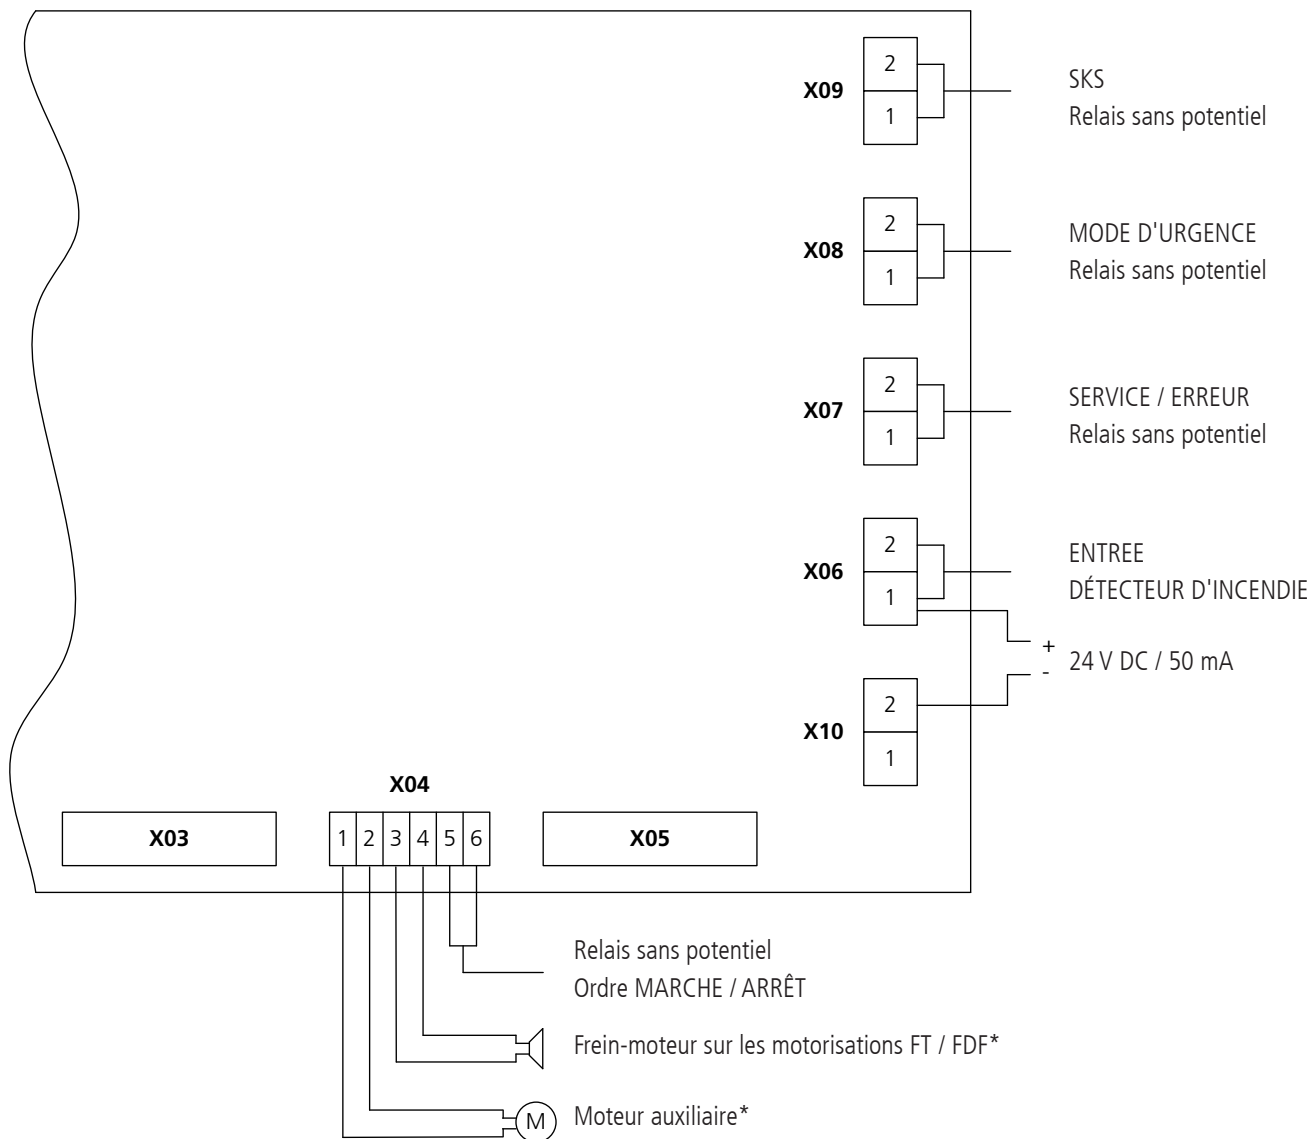 2
X09
1
SKS
Relais sans potentiel
2
X08
1
MODE D'URGENCE
Relais sans potentiel
2
X07
1
SERVICE / ERREUR
Relais sans potentiel
2
X06
1
ENTREE
DÉTECTEUR D'INCENDIE
+
24 V DC / 50 mA
-
2
X10
1
X04
X03
1 2 3 4 5 6
X05
Relais sans potentiel
Ordre MARCHE / ARRÊT
Frein-moteur sur les motorisations FT / FDF*
M
Moteur auxiliaire*